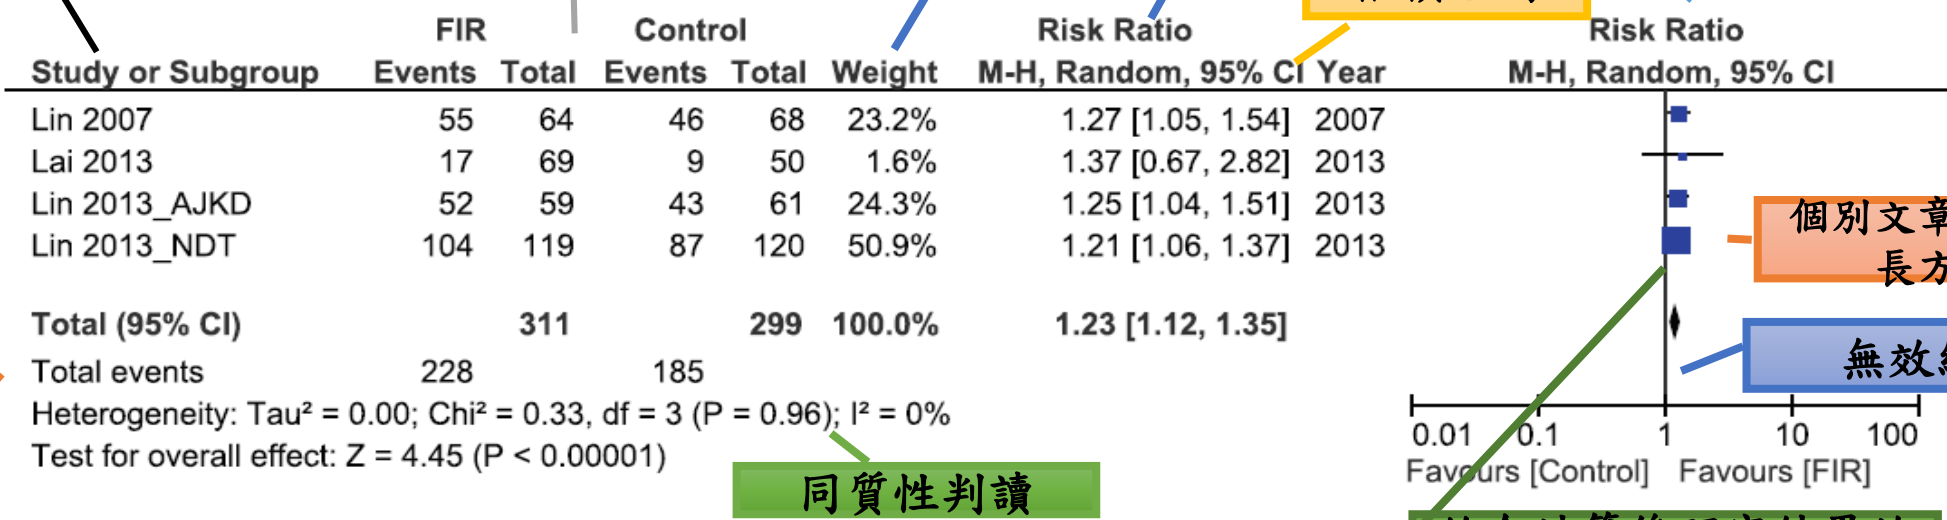 FIR Control Risk Ratio Risk Ratio
Study or Subgroup Events Total Events Total Weight M-H, Random, 95% CI Year M-H, Random, 95% CI
Lin 2007 55 64 46 68 23.2% 1.27 [1.05, 1.54] 2007
Lai 2013 17 69 9 50 1.6% 1.37 [0.67, 2.82] 2013
Lin 2013_AJKD 52 59 43 61 24.3% 1.25 [1.04, 1.51] 2013
Lin 2013_NDT 104 119 87 120 50.9% 1.21 [1.06, 1.37] 2013
個別文章
長方
Total (95% CI) 311 299 100.0% 1.23 [1.12, 1.35]
無效
Total events 228 185
Heterogeneity: Tau² = 0.00; Chi² = 0.33, df = 3 (P = 0.96); I² = 0%
Test for overall effect: Z = 4.45 (P < 0.00001)
0.01 0.1 1 10 100
Favours [Control] Favours [FIR]
同質性判讀